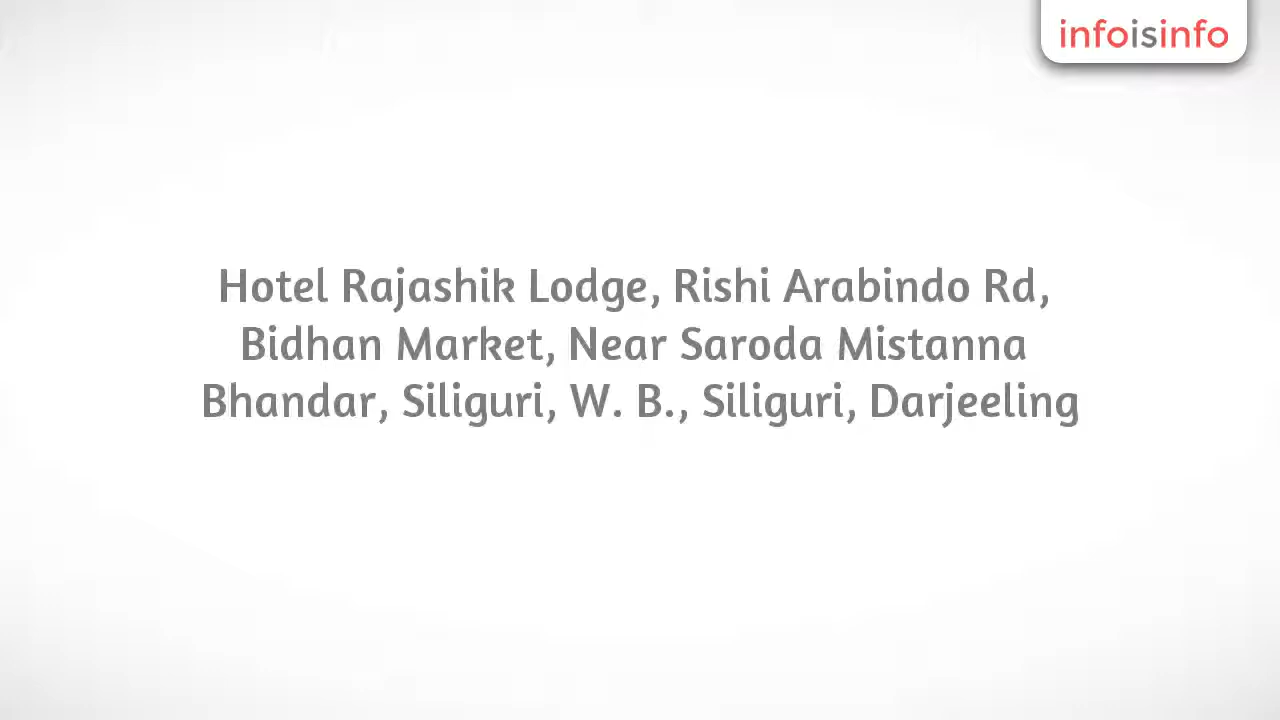 infoisinfo
Hotel Rajashik Lodge, Rishi Arabindo Rd,
Bidhan Market, Near Saroda Mistanna
Bhandar, Siliguri, W. B., Siliguri, Darjeeling